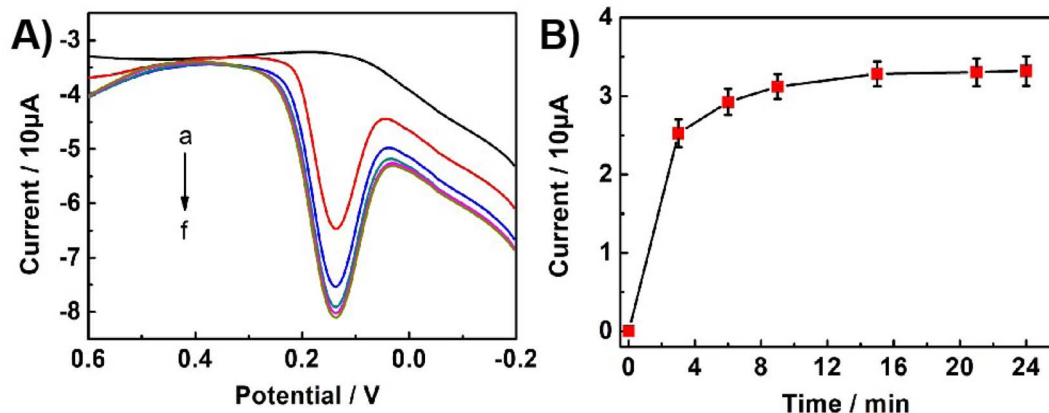 A)
Current / 10µA
-3
-4
-5
-6
-7
-8
a
f
0.6
0.4
0.2
0.0
-0.2
Potential / V
B)
Current / 10µA
4
3
2
1
0
0
4
8
12
16
20
24
Time / min